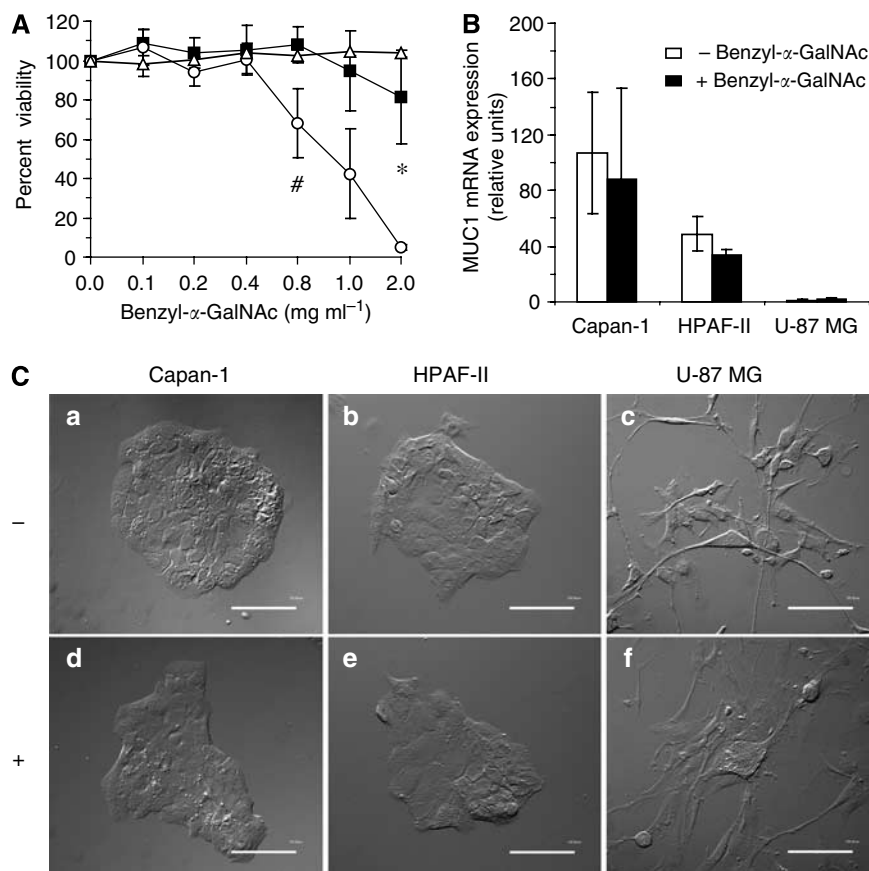 A
120
100
80
60
40
20
0
Percent viability
#
*
0.0 0.1 0.2 0.4 0.8 1.0 2.0
Benzyl-α-GalNAc (mg ml⁻¹)
B
200
160
120
80
40
0
MUC1 mRNA expression
(relative units)
– Benzyl-α-GalNAc
+ Benzyl-α-GalNAc
Capan-1 HPAF-II U-87 MG
C
Capan-1 HPAF-II U-87 MG
–
a b c
+
d e f